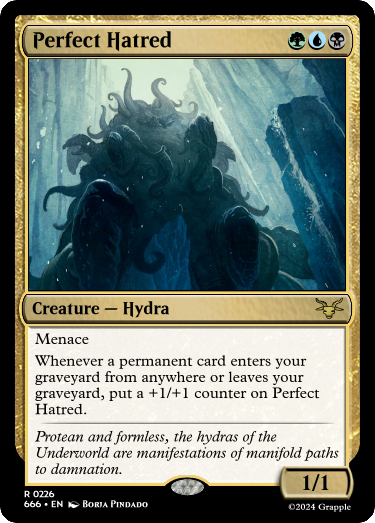 Perfect Hatred
Creature — Hydra
Menace
Whenever a permanent card enters your
graveyard from anywhere or leaves your
graveyard, put a +1/+1 counter on Perfect
Hatred.
Protean and formless, the hydras of the
Underworld are manifestations of manifold paths
to damnation.
1/1
R 0226
666 • EN Borja Pindado
©2024 Grapple